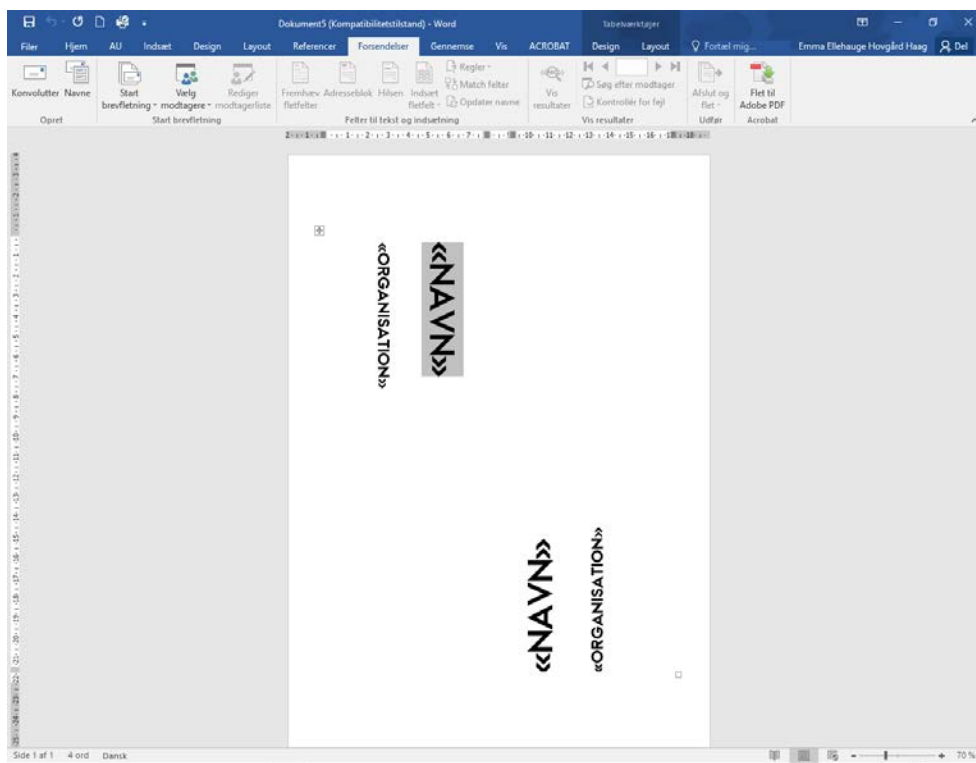 Dokument5 (Kompatibilitetstilstand) - Word
Tabelværktøjer
Filer Hjem AU Indsæt Design Layout Referencer Forsendelser Gennemse Vis ACROBAT Design Layout Fortæl mig... Emma Ellehauge Hovgård Haag Del
Konvolutter Navne
Opret
Start brevfletning
Vælg modtagere
Rediger modtagerliste
Start brevfletning
Fremhæv fletfelter
Adresseblok
Hilsen
Indsæt fletfelt
Regler
Match felter
Opdater navne
Felter til tekst og indsætning
Vis resultater
Søg efter modtager
Kontrollér for fejl
Vis resultater
Afslut og flet
Udfør
Flet til Adobe PDF
Acrobat
«ORGANISATION»
«NAVN»
«NAVN»
«ORGANISATION»
Side 1 af 1 4 ord Dansk
70 %